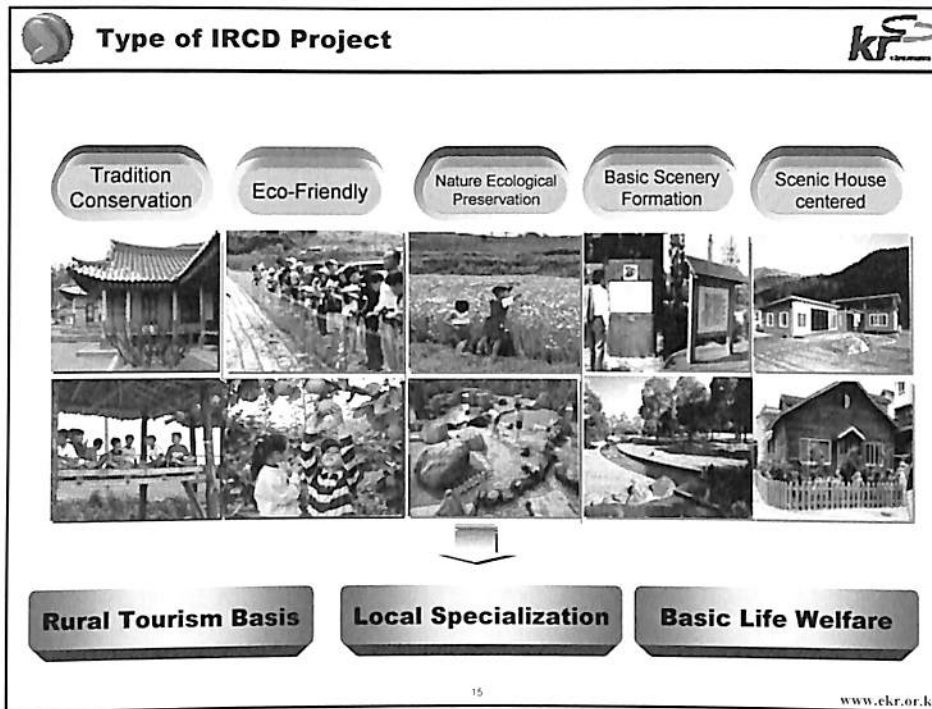 Type of IRCD Project
kr
Tradition
Conservation
Eco-Friendly
Nature Ecological
Preservation
Basic Scenery
Formation
Scenic House
centered
Rural Tourism Basis
Local Specialization
Basic Life Welfare
15
www.ekr.or.k